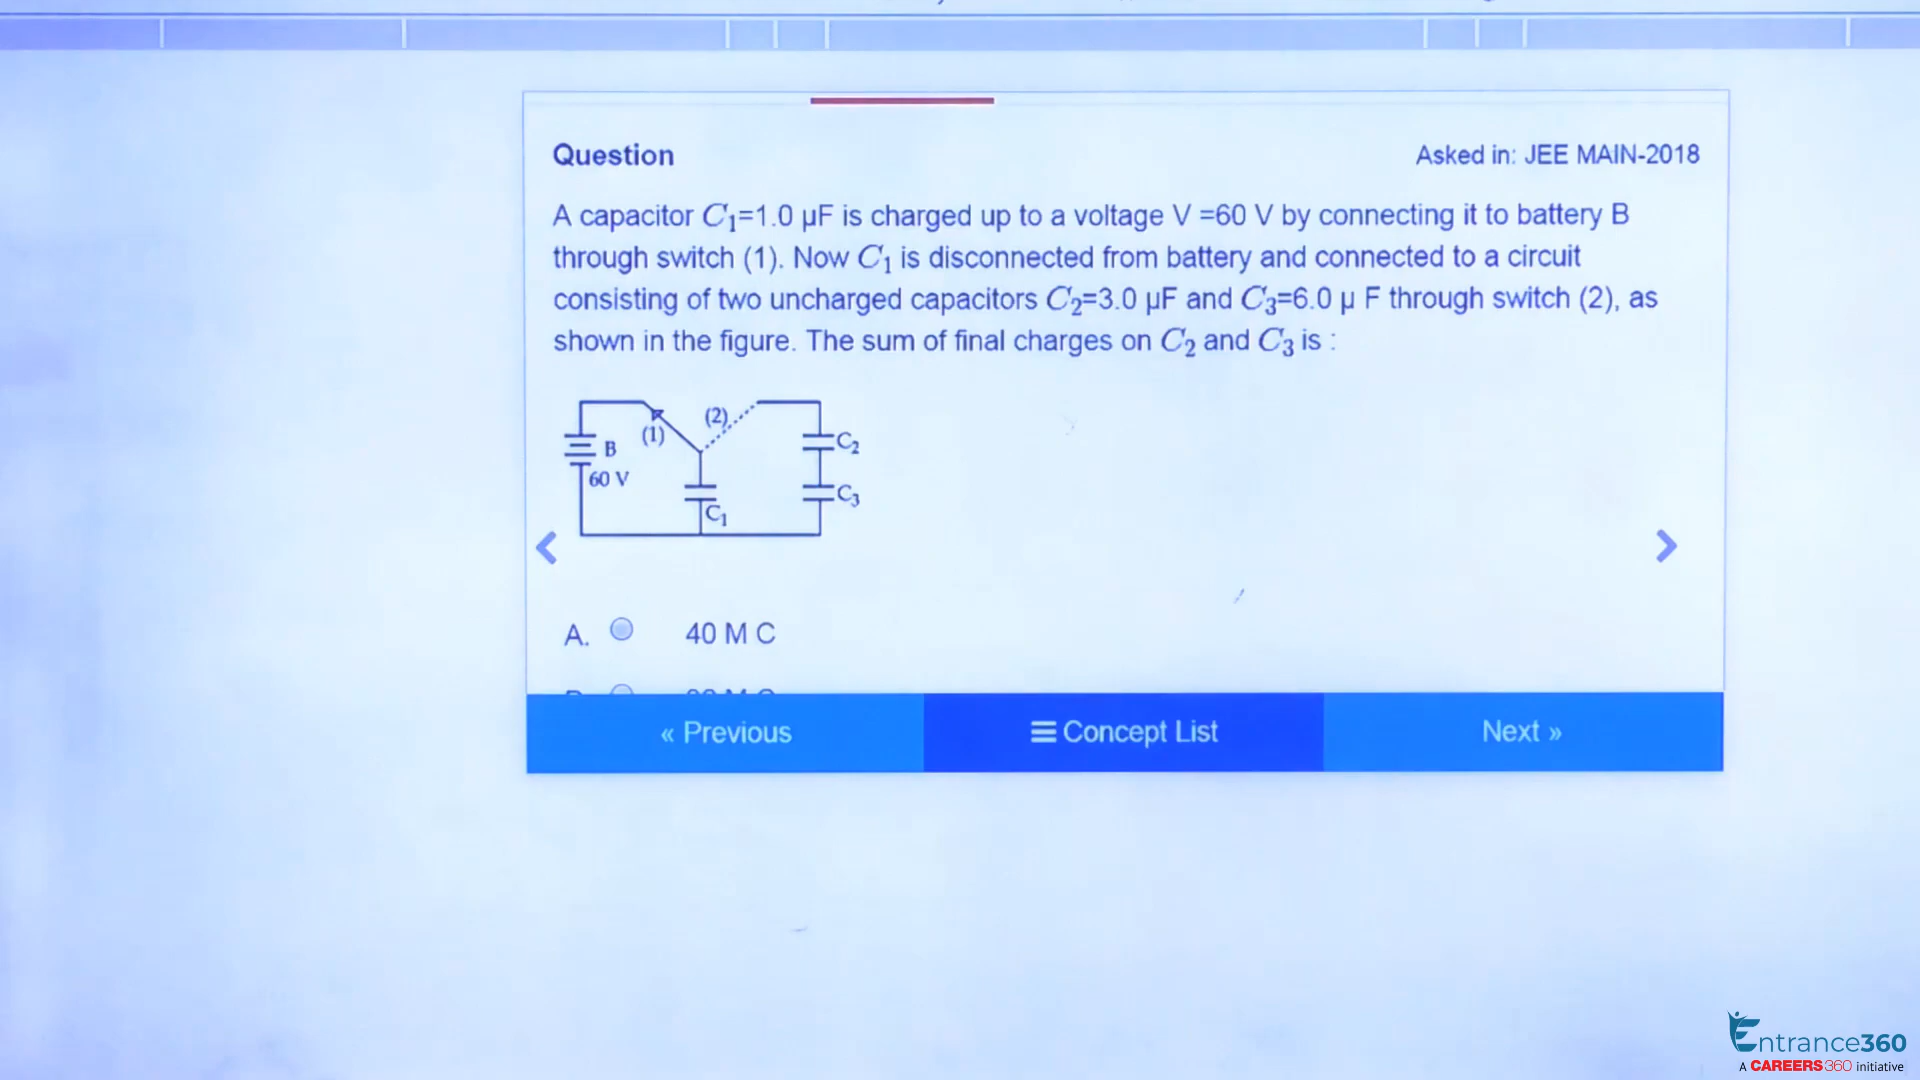 Question
Asked in: JEE MAIN-2018
A capacitor C1=1.0 μF is charged up to a voltage V =60 V by connecting it to battery B
through switch (1). Now C1 is disconnected from battery and connected to a circuit
consisting of two uncharged capacitors C2=3.0 μF and C3=6.0 μ F through switch (2), as
shown in the figure. The sum of final charges on C2 and C3 is :
(2)
(1)
B
C2
60 V
C3
C1
A. 40 M C
« Previous
Concept List
Next »
Entrance360
A CAREERS360 initiative